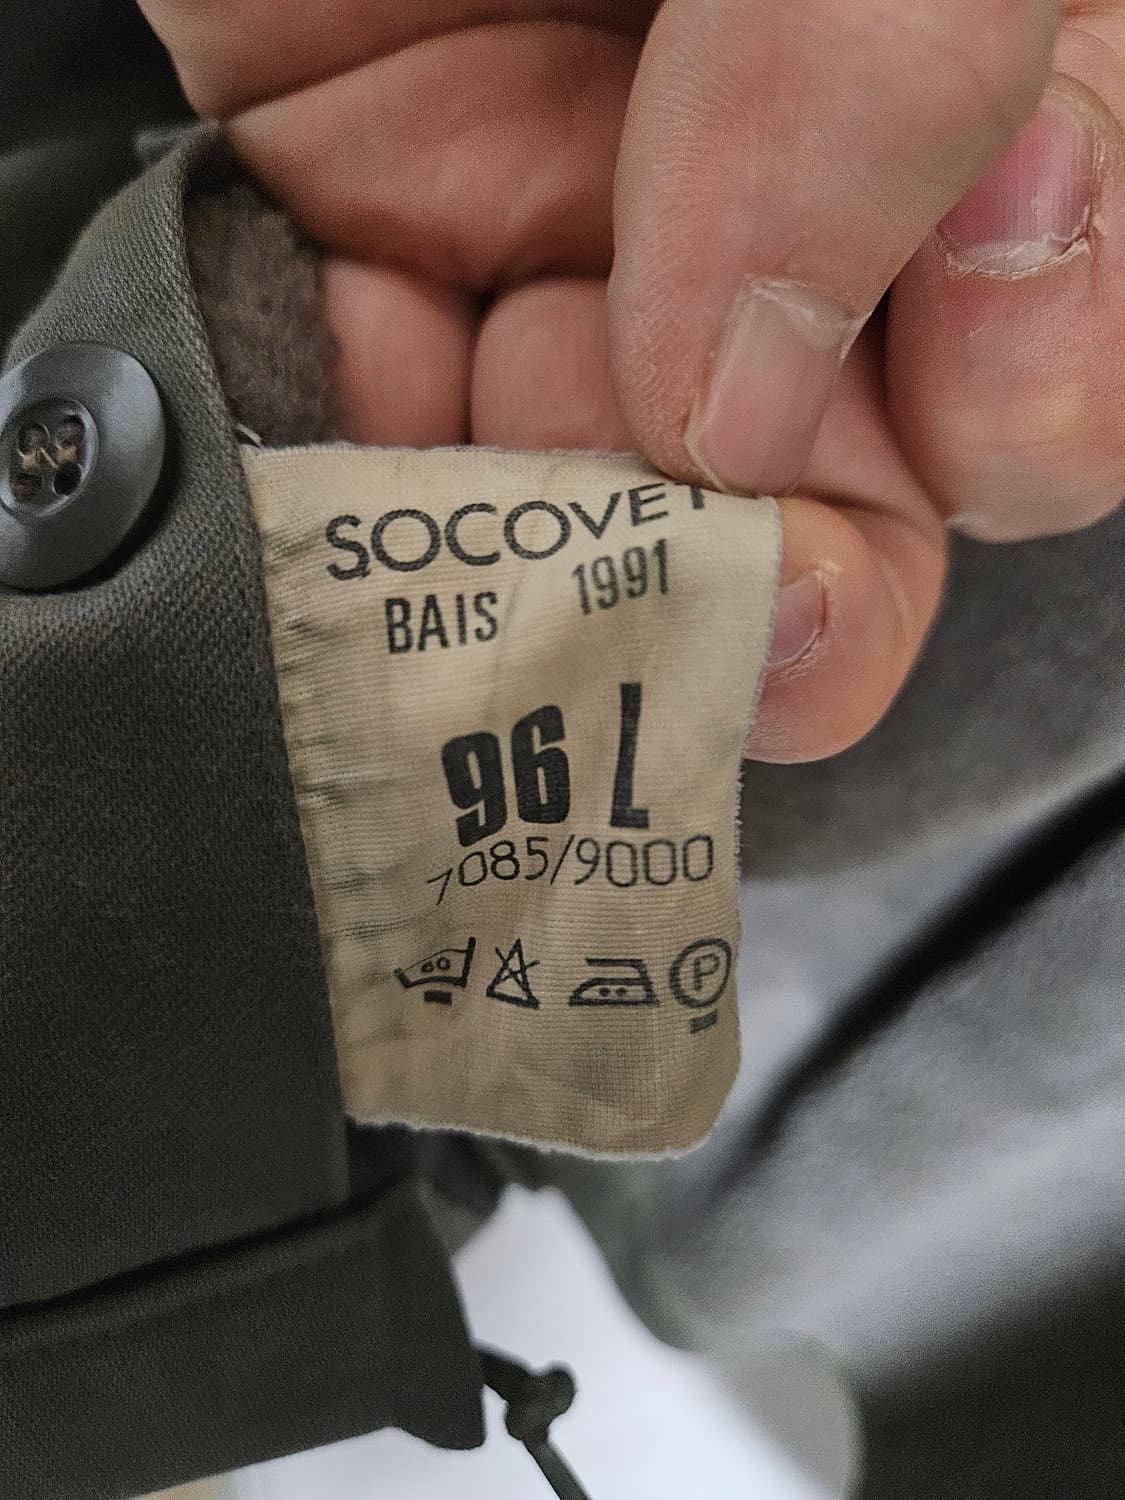 SOCOVET
BAIS 1991
96 L
7085/9000
P